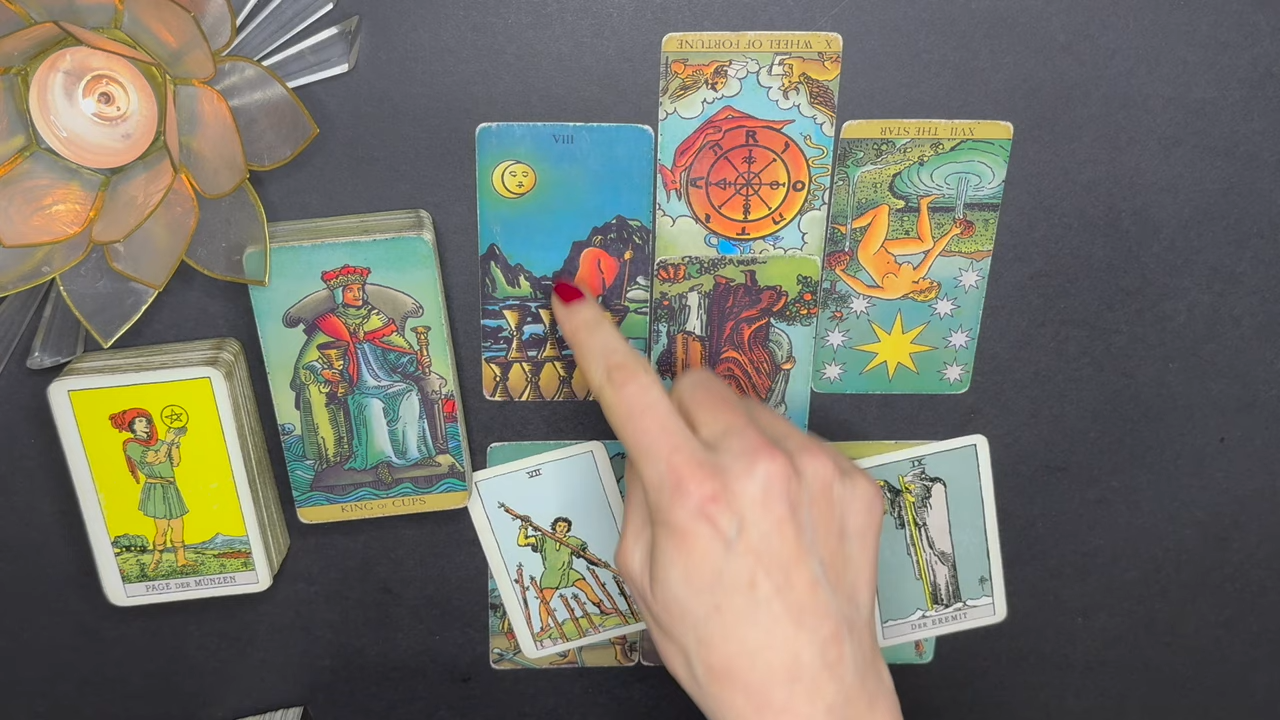 X · WHEEL OF FORTUNE
XVII · THE STAR
VIII
KING OF CUPS
VII
IX
PAGE DER MÜNZEN
DER EREMIT